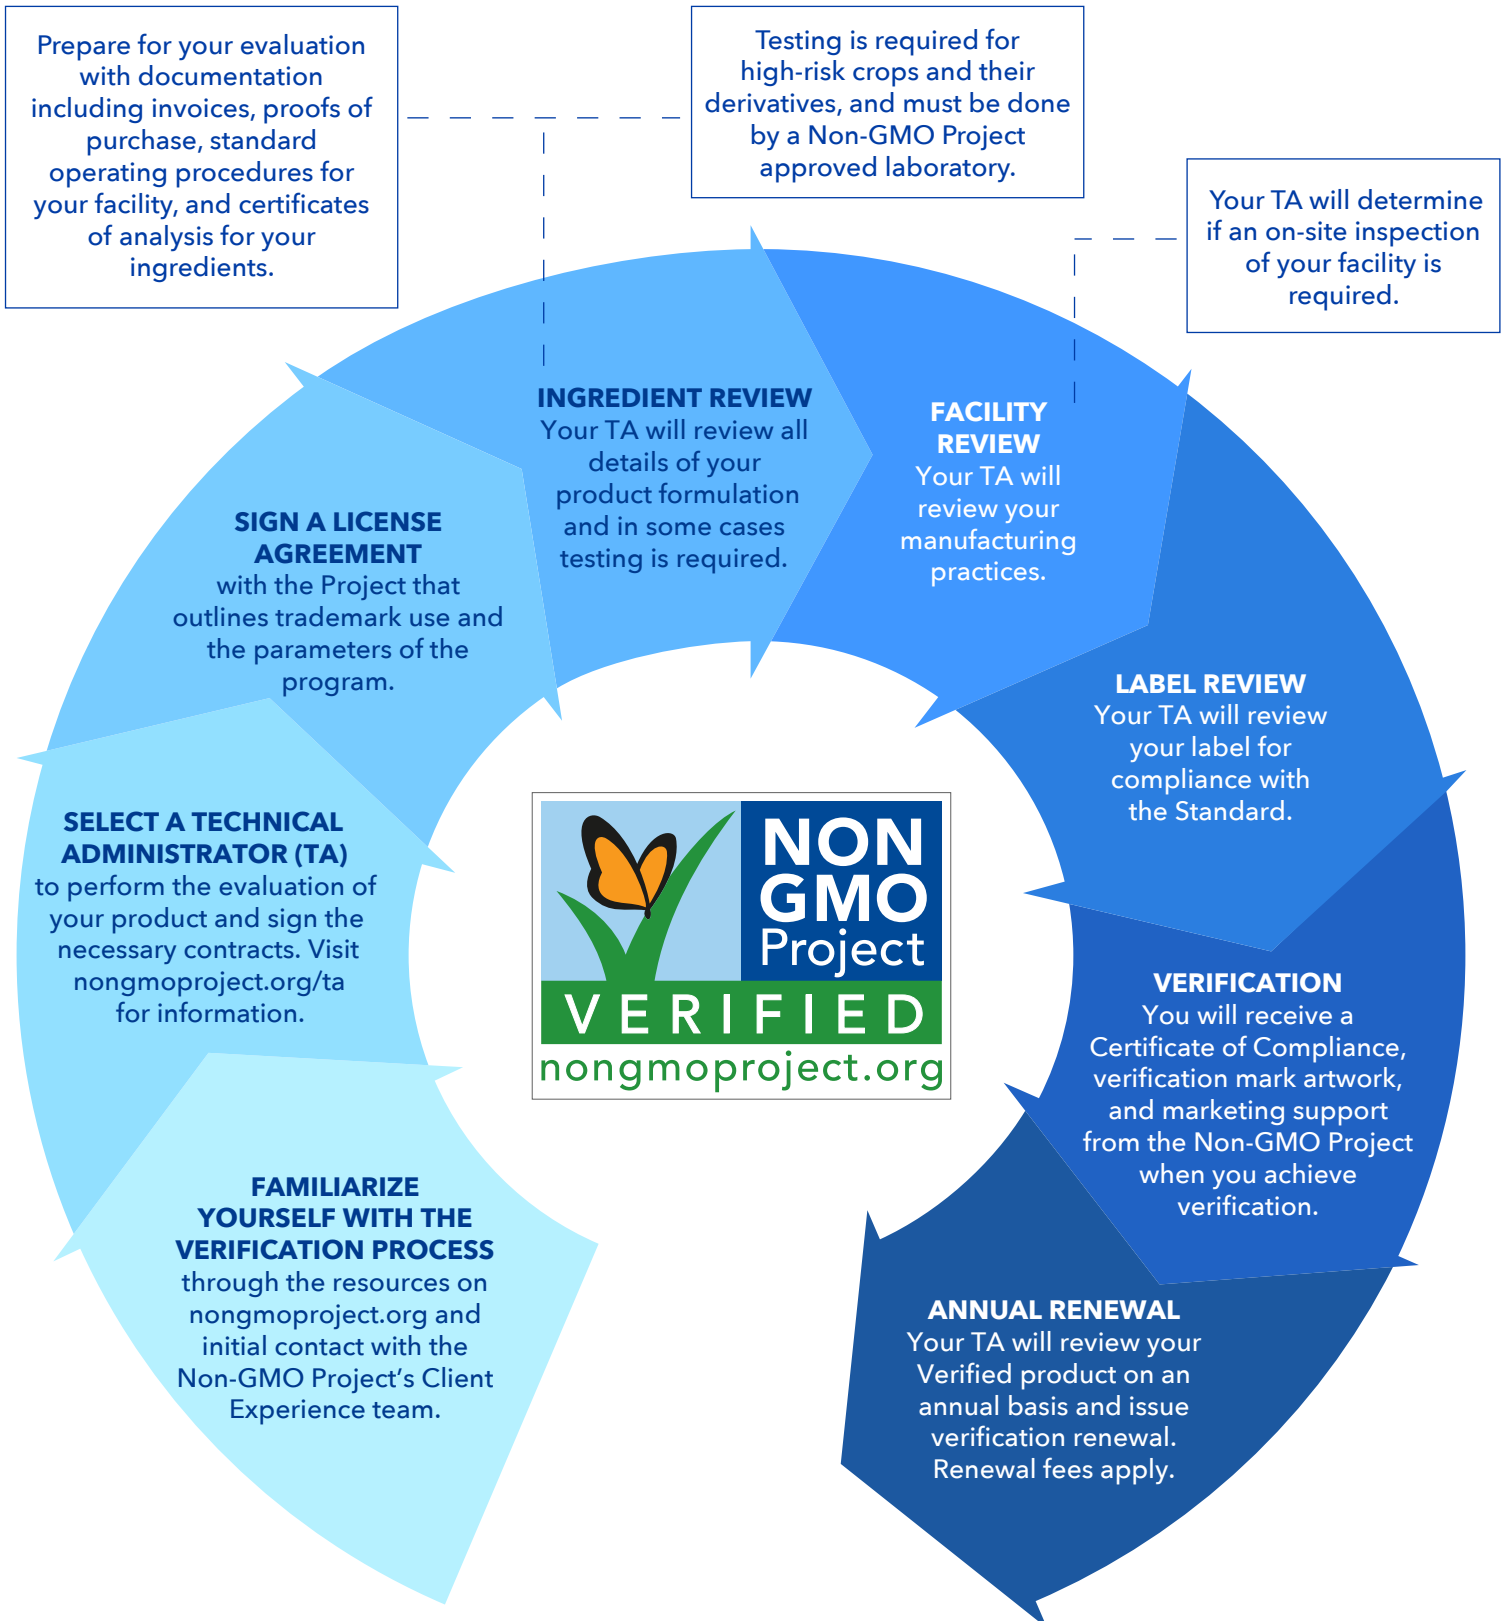 Prepare for your evaluation
with documentation
including invoices, proofs of
purchase, standard
operating procedures for
your facility, and certificates
of analysis for your
ingredients.
Testing is required for
high-risk crops and their
derivatives, and must be done
by a Non-GMO Project
approved laboratory.
Your TA will determine
if an on-site inspection
of your facility is
required.
FAMILIARIZE
YOURSELF WITH THE
VERIFICATION PROCESS
through the resources on
nongmoproject.org and
initial contact with the
Non-GMO Project’s Client
Experience team.
SELECT A TECHNICAL
ADMINISTRATOR (TA)
to perform the evaluation of
your product and sign the
necessary contracts. Visit
nongmoproject.org/ta
for information.
SIGN A LICENSE
AGREEMENT
with the Project that
outlines trademark use and
the parameters of the
program.
INGREDIENT REVIEW
Your TA will review all
details of your
product formulation
and in some cases
testing is required.
FACILITY
REVIEW
Your TA will
review your
manufacturing
practices.
LABEL REVIEW
Your TA will review
your label for
compliance with
the Standard.
VERIFICATION
You will receive a
Certificate of Compliance,
verification mark artwork,
and marketing support
from the Non-GMO Project
when you achieve
verification.
ANNUAL RENEWAL
Your TA will review your
Verified product on an
annual basis and issue
verification renewal.
Renewal fees apply.
NON
GMO
Project
VERIFIED
nongmoproject.org